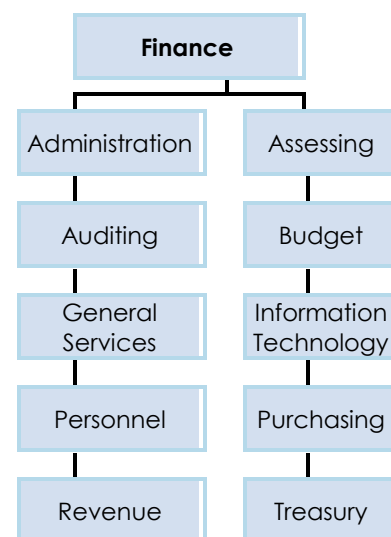 Finance
Administration
Assessing
Auditing
Budget
General
Services
Information
Technology
Personnel
Purchasing
Revenue
Treasury